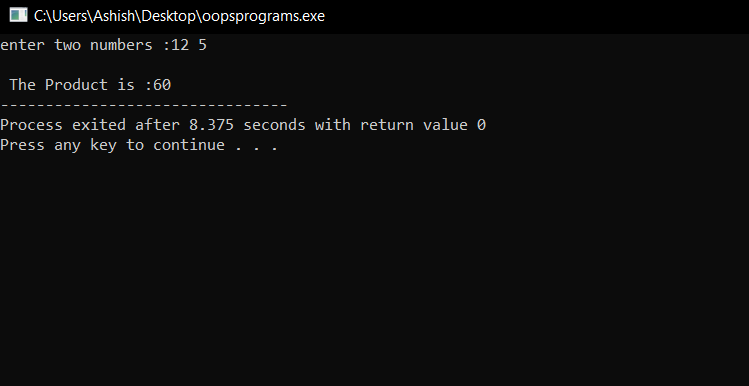 C:\Users\Ashish\Desktop\oopsprograms.exe
enter two numbers :12 5
The Product is :60
--------------------------------
Process exited after 8.375 seconds with return value 0
Press any key to continue . . .